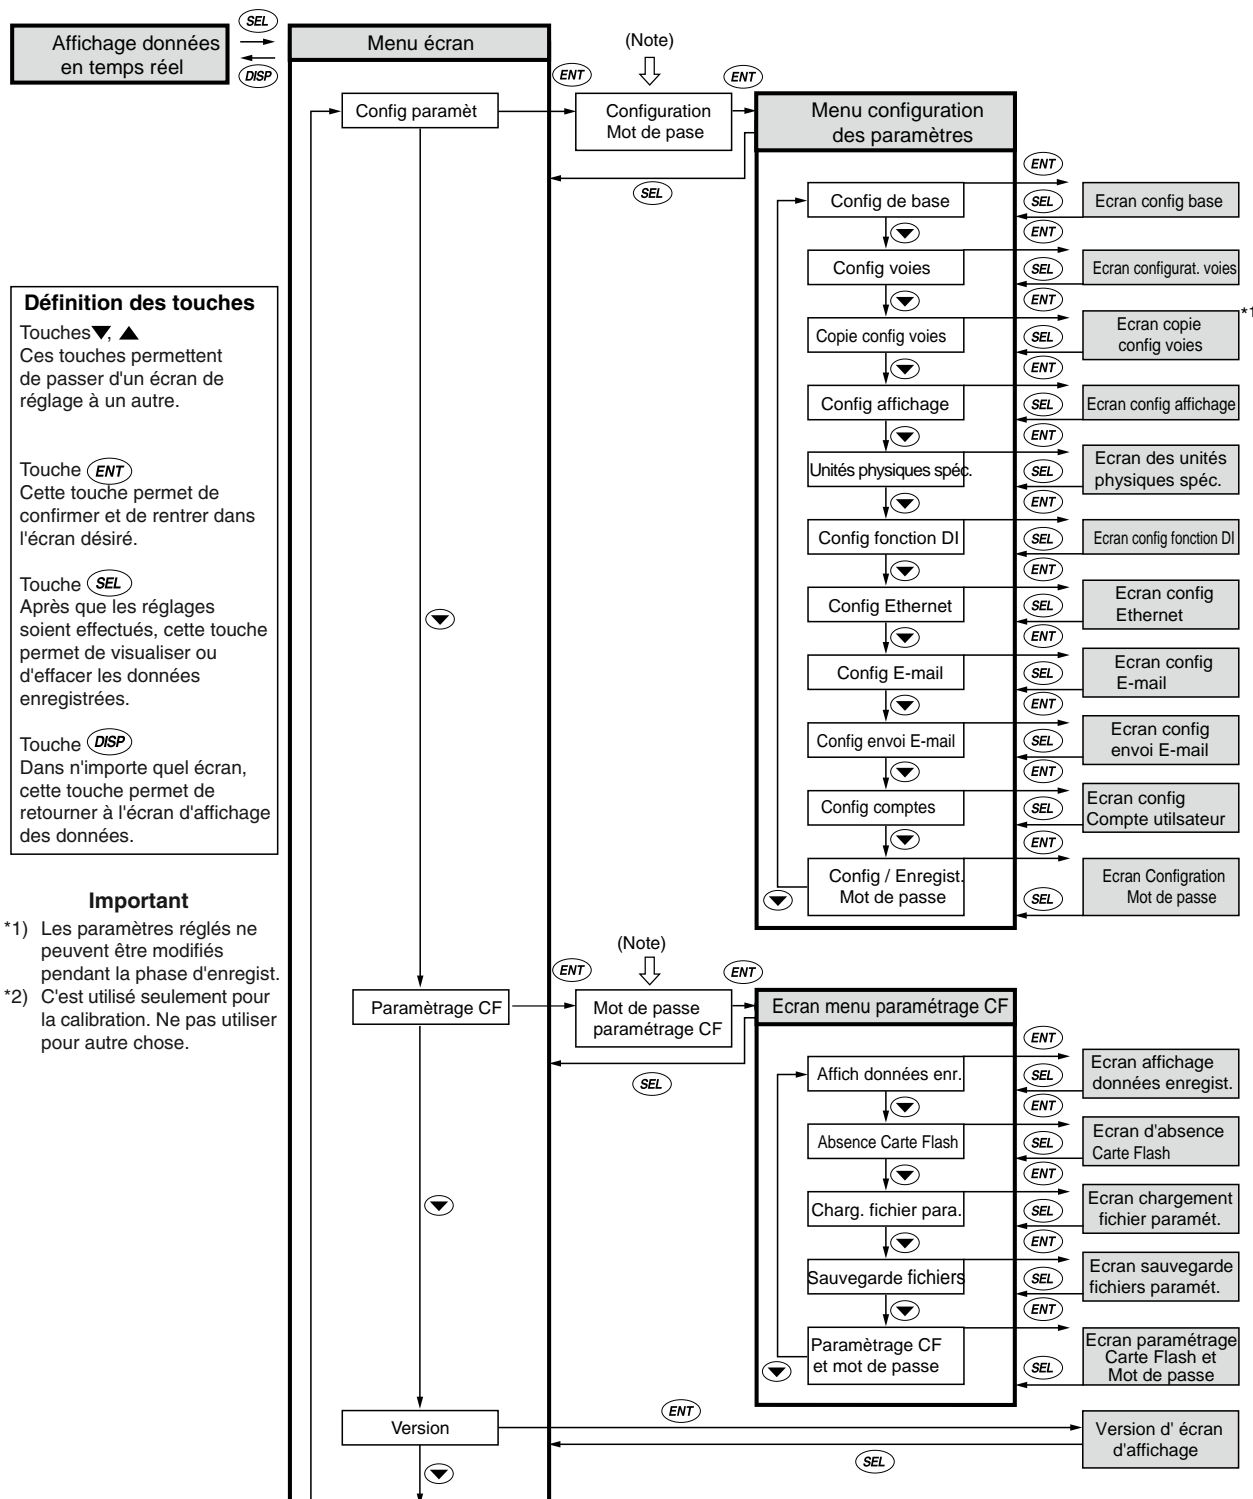 SEL
Affichage données
en temps réel
DISP
Menu écran
(Note)
ENT
ENT
Config paramèt
Configuration
Mot de pase
Menu configuration
des paramètres
SEL
ENT
Config de base
SEL
Ecran config base
ENT
Config voies
SEL
Ecran configurat. voies
ENT
Copie config voies
SEL
Ecran copie
config voies
*1
ENT
Config affichage
SEL
Ecran config affichage
ENT
Unités physiques spéc.
SEL
Ecran des unités
physiques spéc.
ENT
Config fonction DI
SEL
Ecran config fonction DI
ENT
Config Ethernet
SEL
Ecran config
Ethernet
ENT
Config E-mail
SEL
Ecran config
E-mail
ENT
Config envoi E-mail
SEL
Ecran config
envoi E-mail
ENT
Config comptes
SEL
Ecran config
Compte utilsateur
ENT
Config / Enregist.
Mot de passe
SEL
Ecran Configration
Mot de passe
Définition des touches
Touches▼, ▲
Ces touches permettent
de passer d'un écran de
réglage à un autre.
Touche ENT
Cette touche permet de
confirmer et de rentrer dans
l'écran désiré.
Touche SEL
Après que les réglages
soient effectués, cette touche
permet de visualiser ou
d'effacer les données
enregistrées.
Touche DISP
Dans n'importe quel écran,
cette touche permet de
retourner à l'écran d'affichage
des données.
Important
*1) Les paramètres réglés ne
peuvent être modifiés
pendant la phase d'enregist.
*2) C'est utilisé seulement pour
la calibration. Ne pas utiliser
pour autre chose.
(Note)
ENT
ENT
Paramètrage CF
Mot de passe
paramétrage CF
Ecran menu paramétrage CF
SEL
ENT
Affich données enr.
SEL
Ecran affichage
données enregist.
ENT
Absence Carte Flash
SEL
Ecran d'absence
Carte Flash
ENT
Charg. fichier para.
SEL
Ecran chargement
fichier paramét.
ENT
Sauvegarde fichiers
SEL
Ecran sauvegarde
fichiers paramét.
ENT
Paramètrage CF
et mot de passe
SEL
Ecran paramétrage
Carte Flash et
Mot de passe
ENT
Version
SEL
Version d' écran
d'affichage